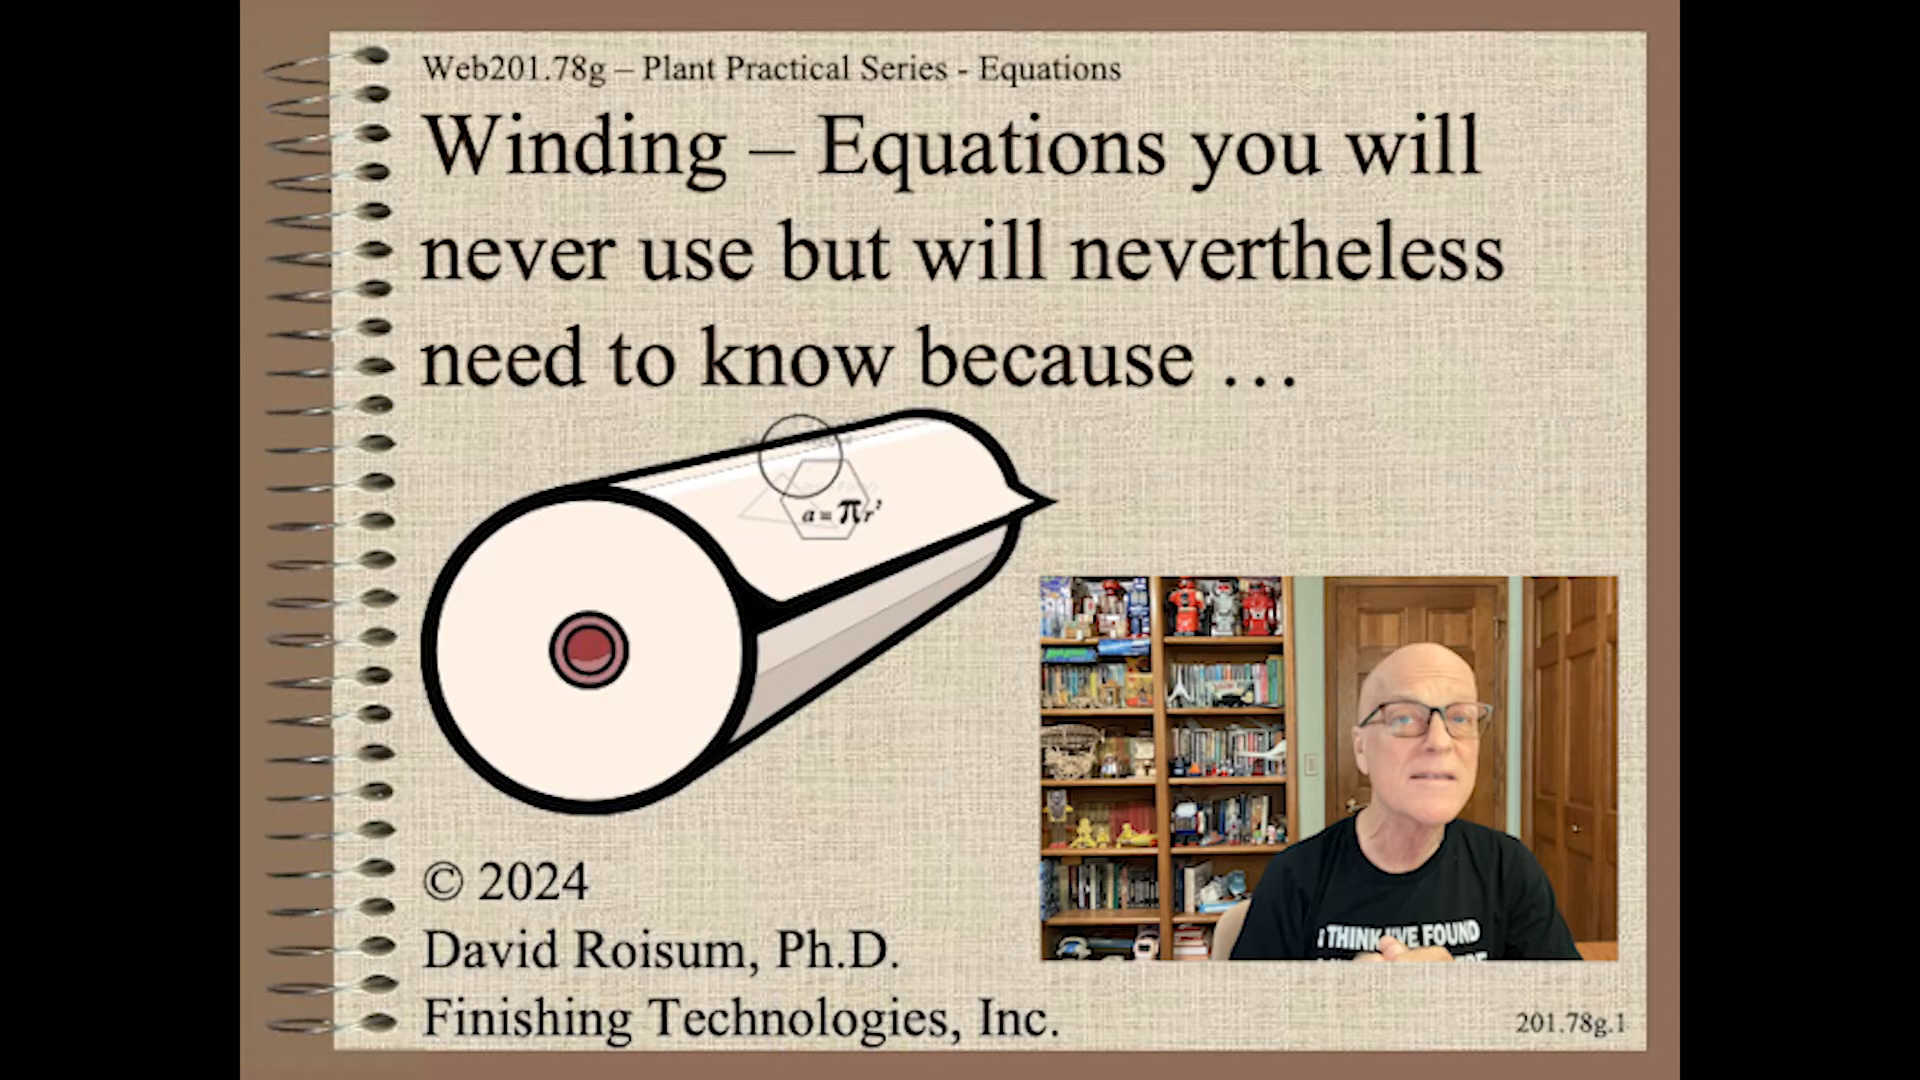 Web201.78g – Plant Practical Series - Equations
Winding – Equations you will
never use but will nevertheless
need to know because …
a = πr²
I THINK I'VE FOUND
© 2024
David Roisum, Ph.D.
Finishing Technologies, Inc.
201.78g.1